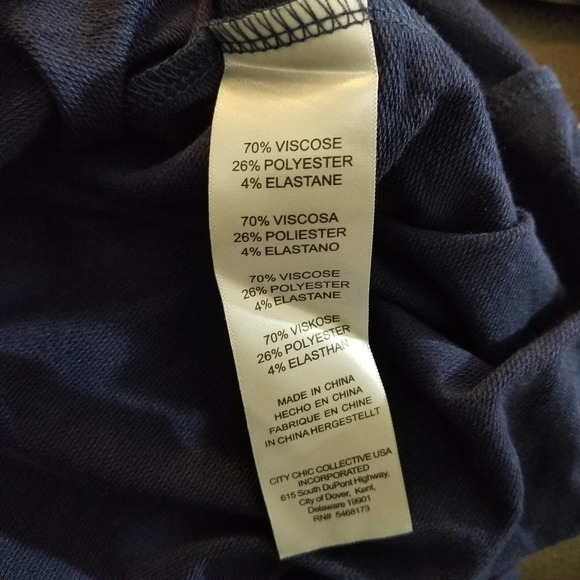 70% VISCOSE
26% POLYESTER
4% ELASTANE
70% VISCOSA
26% POLIESTER
4% ELASTANO
70% VISCOSE
26% POLYESTER
4% ELASTANE
70% VISKOSE
26% POLYESTER
4% ELASTHAN
MADE IN CHINA
HECHO EN CHINA
FABRIQUE EN CHINE
IN CHINA HERGESTELLT
CITY CHIC COLLECTIVE USA
INCORPORATED
615 South DuPont Highway,
City of Dover, Kent,
Delaware 19901
RN# 5468173